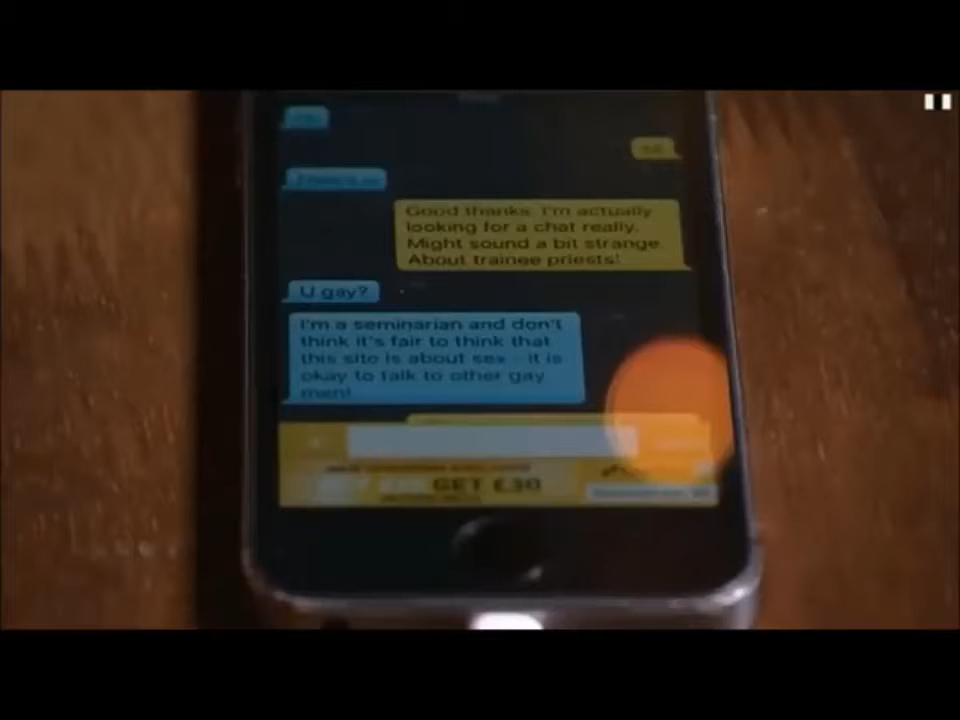 Good thanks. I'm actually
looking for a chat really.
Might sound a bit strange.
About trainee priests!
U gay?
I'm a seminarian and don't
think it's fair to think that
this site is about sex - it is
okay to talk to other gay
men!
GET £30